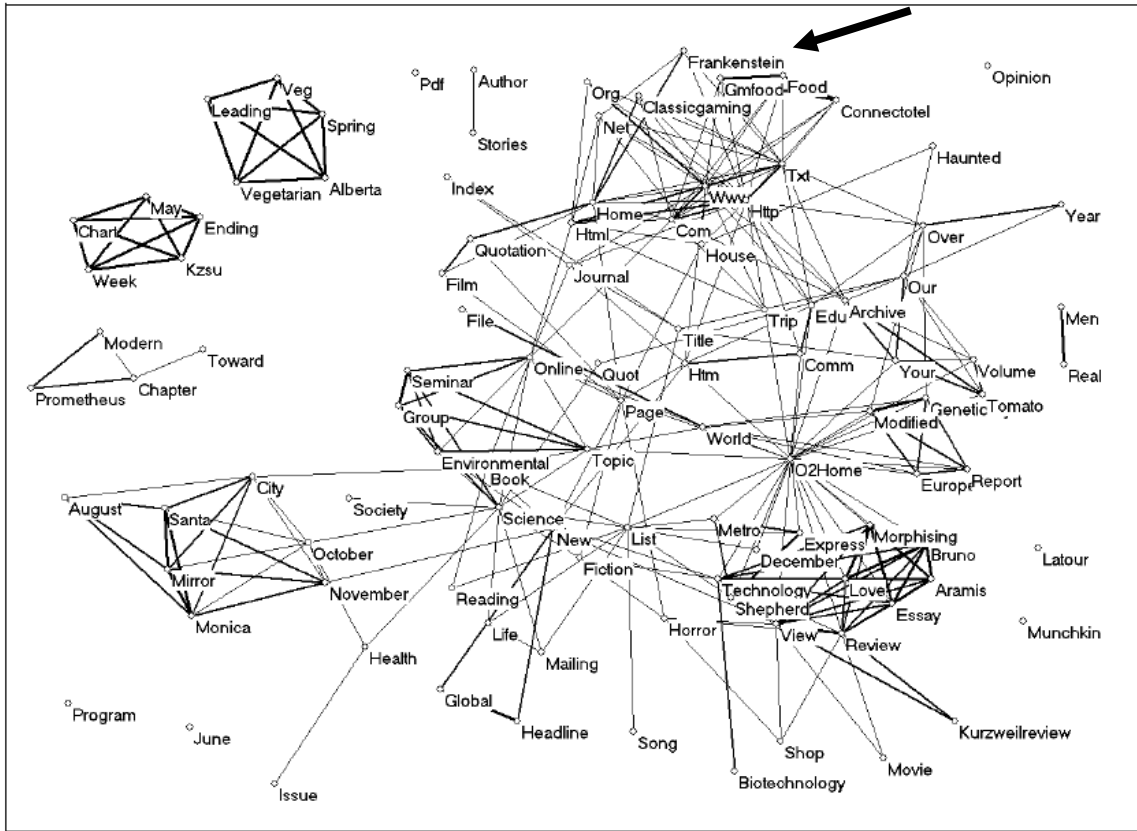 Frankenstein
Veg
Pdf
Author
Opinion
Org
Gmfood
Food
Leading
Classicgaming
Connectotel
Spring
Net
Stories
Haunted
Txt
Vegetarian
Alberta
Index
Www
May
Home
Http
Year
Chart
Ending
Html
Com
Over
Quotation
House
Week
Kzsu
Film
Journal
Our
File
Trip
Edu
Archive
Men
Modern
Title
Toward
Online
Quot
Htm
Comm
Your
Volume
Real
Prometheus
Chapter
Seminar
Group
Page
Genetic
Tomato
Modified
World
Environmental
Topic
O2Home
Book
Europe
Report
City
August
Society
Santa
Science
October
New
List
Metro
Express
Morphising
December
Bruno
Latour
Mirror
Fiction
November
Reading
Technology
Love
Aramis
Shepherd
Essay
Monica
Life
Horror
View
Review
Munchkin
Health
Mailing
Global
Program
June
Headline
Song
Kurzweilreview
Shop
Movie
Biotechnology
Issue